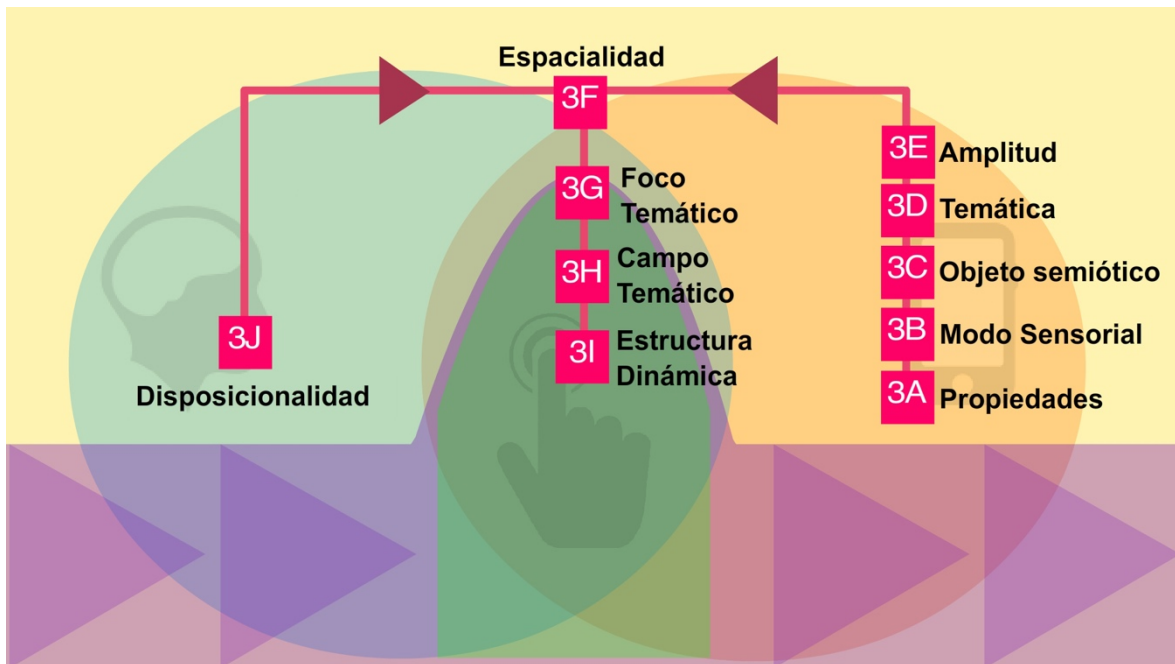 Espacialidad
3F
3G Foco
Temático
3H Campo
Temático
3I Estructura
Dinámica
3J
Disposicionalidad
3E Amplitud
3D Temática
3C Objeto semiótico
3B Modo Sensorial
3A Propiedades